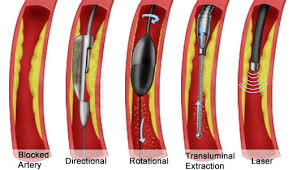 Blocked
Artery
Directional
Rotational
Transluminal
Extraction
Laser